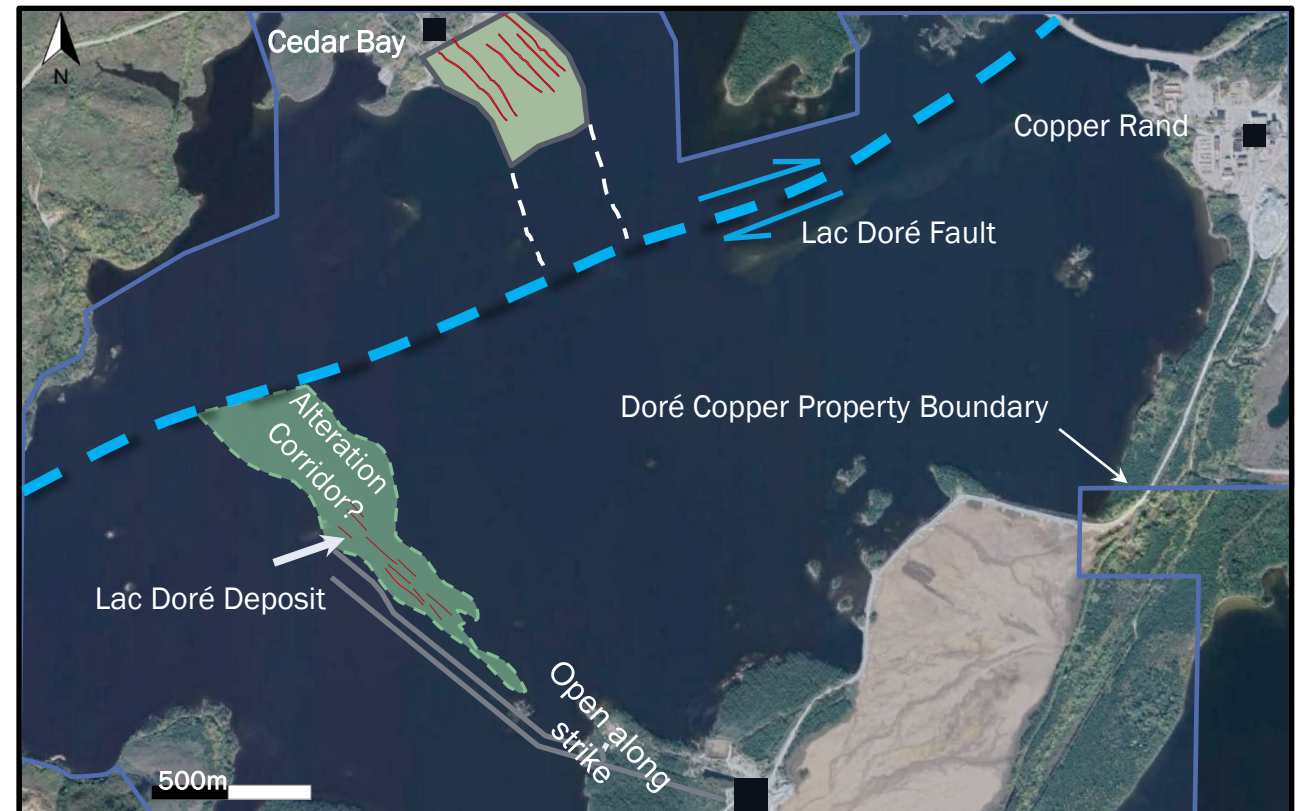 Cedar Bay
N
Copper Rand
Lac Doré Fault
Doré Copper Property Boundary
Alteration
Corridor?
Lac Doré Deposit
Open along
strike
500m